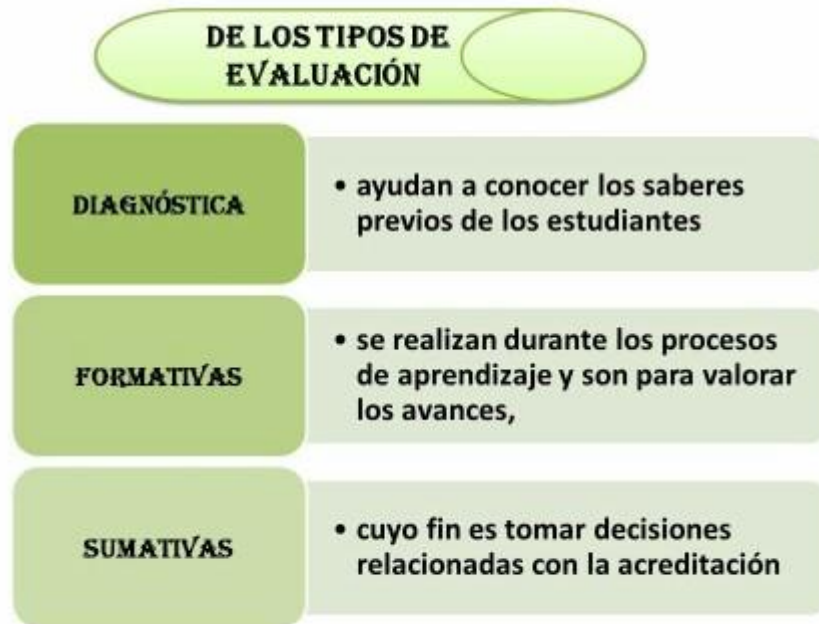 DE LOS TIPOS DE
EVALUACIÓN
DIAGNÓSTICA
• ayudan a conocer los saberes
previos de los estudiantes
FORMATIVAS
• se realizan durante los procesos
de aprendizaje y son para valorar
los avances,
SUMATIVAS
• cuyo fin es tomar decisiones
relacionadas con la acreditación